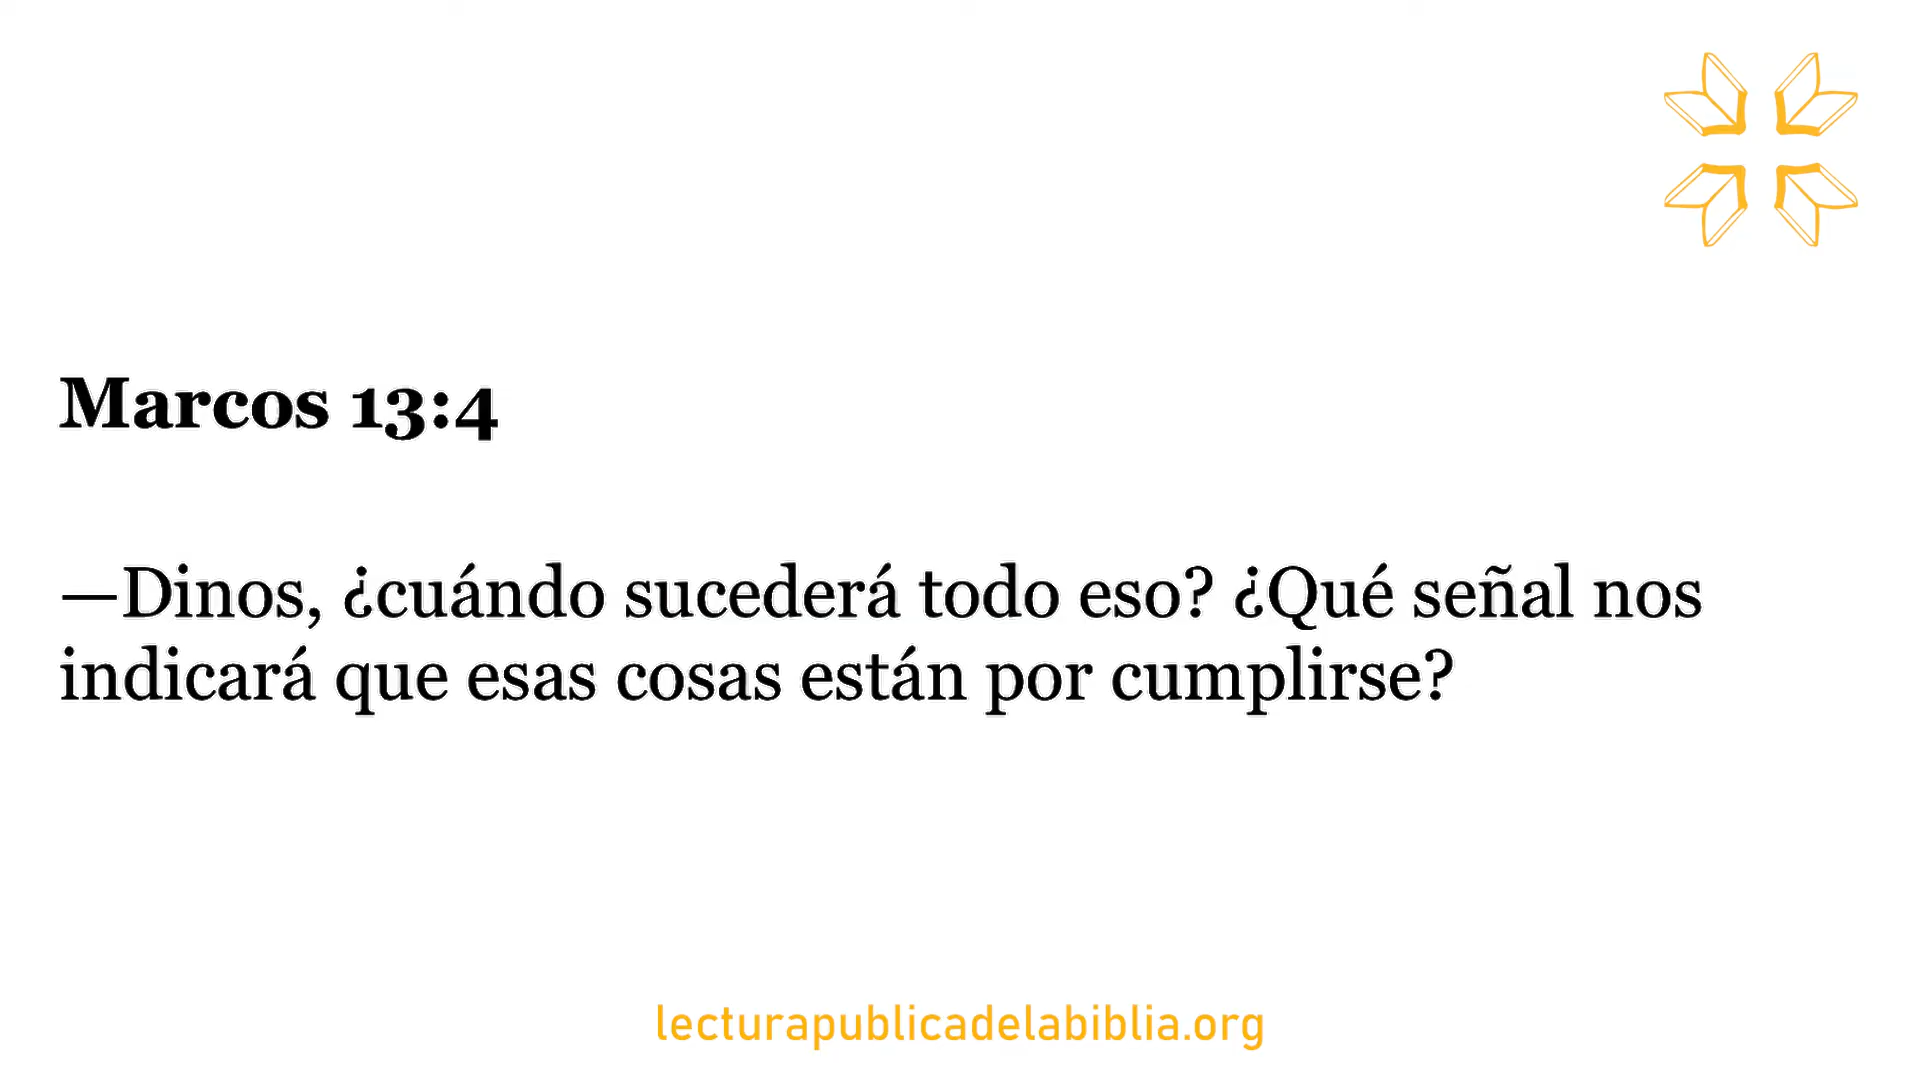 Marcos 13:4
—Dinos, ¿cuándo sucederá todo eso? ¿Qué señal nos
indicará que esas cosas están por cumplirse?
lecturapublicadelabiblia.org